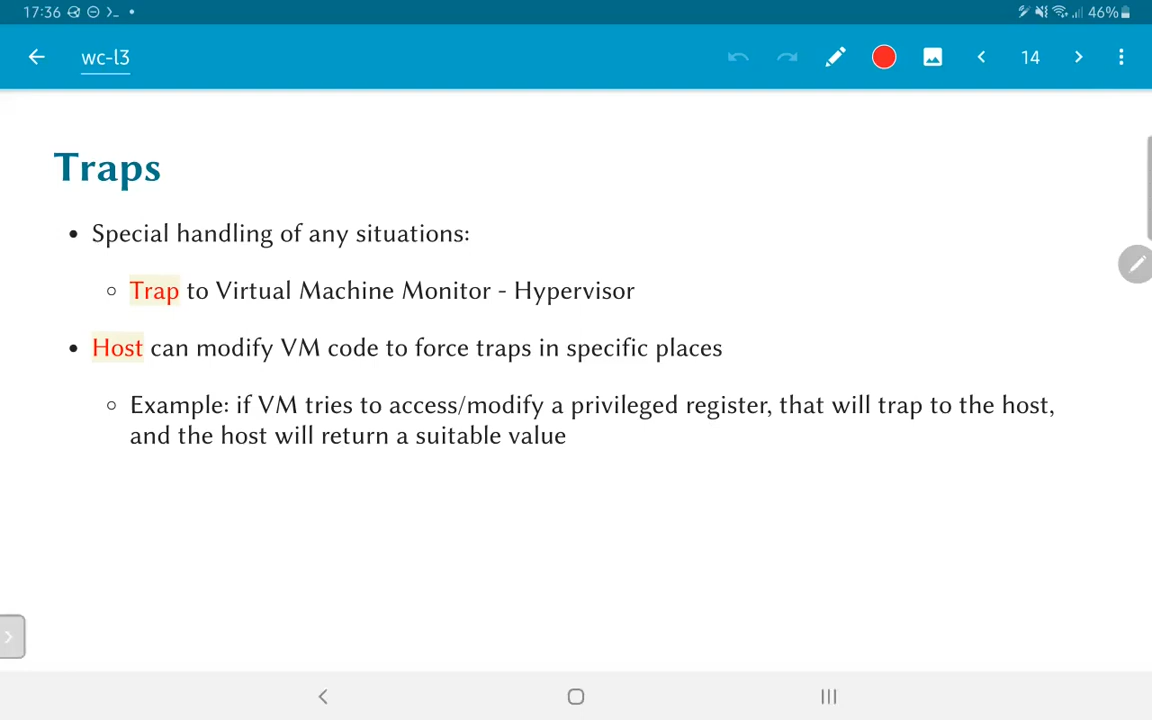 17:36 46%
wc-l3 14
Traps
• Special handling of any situations:
◦ Trap to Virtual Machine Monitor - Hypervisor
• Host can modify VM code to force traps in specific places
◦ Example: if VM tries to access/modify a privileged register, that will trap to the host,
and the host will return a suitable value